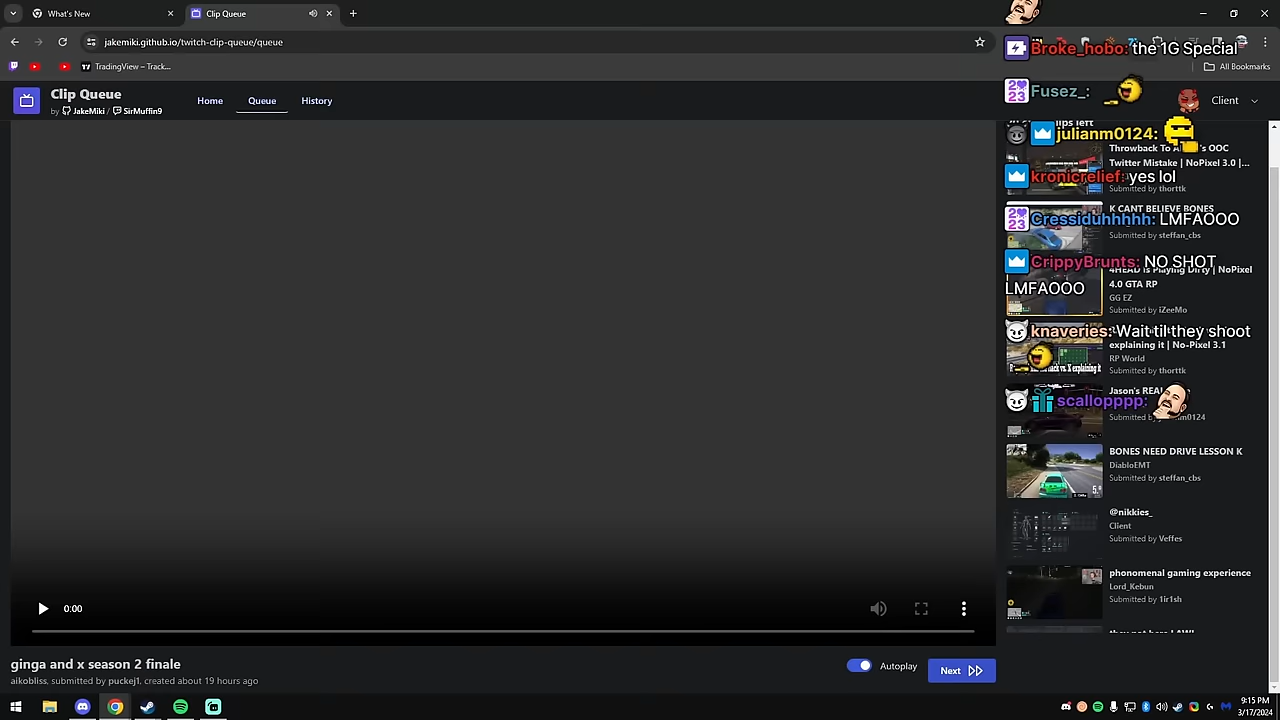 What's New
Clip Queue
jakemiki.github.io/twitch-clip-queue/queue
TradingView – Track...
All Bookmarks
Clip Queue
by JakeMiki / SirMuffin9
Home
Queue
History
Client
Broke_hobo: the 1G Special
Fusez_:
lips left
julianm0124:
Throwback To A 's OOC
Twitter Mistake | NoPixel 3.0 |...
kronicrelief: yes lol
Submitted by thorttk
K CANT BELIEVE BONES
Cressiduhhhhh: LMFAOOO
Submitted by steffan_cbs
CrippyBrunts: NO SHOT
LMFAOOO
4HEAD is Playing Dirty | NoPixel
4.0 GTA RP
GG EZ
Submitted by iZeeMo
knaveries: Wait til they shoot
explaining it | No-Pixel 3.1
RP World
Submitted by thorttk
Jason's REA
scallopppp:
BONES NEED DRIVE LESSON K
DiabloEMT
Submitted by steffan_cbs
@nikkies_
Client
Submitted by Veffes
phonomenal gaming experience
Lord_Kebun
Submitted by 1ir1sh
0:00
ginga and x season 2 finale
aikobliss, submitted by puckej1, created about 19 hours ago
Autoplay
Next
9:15 PM
3/17/2024